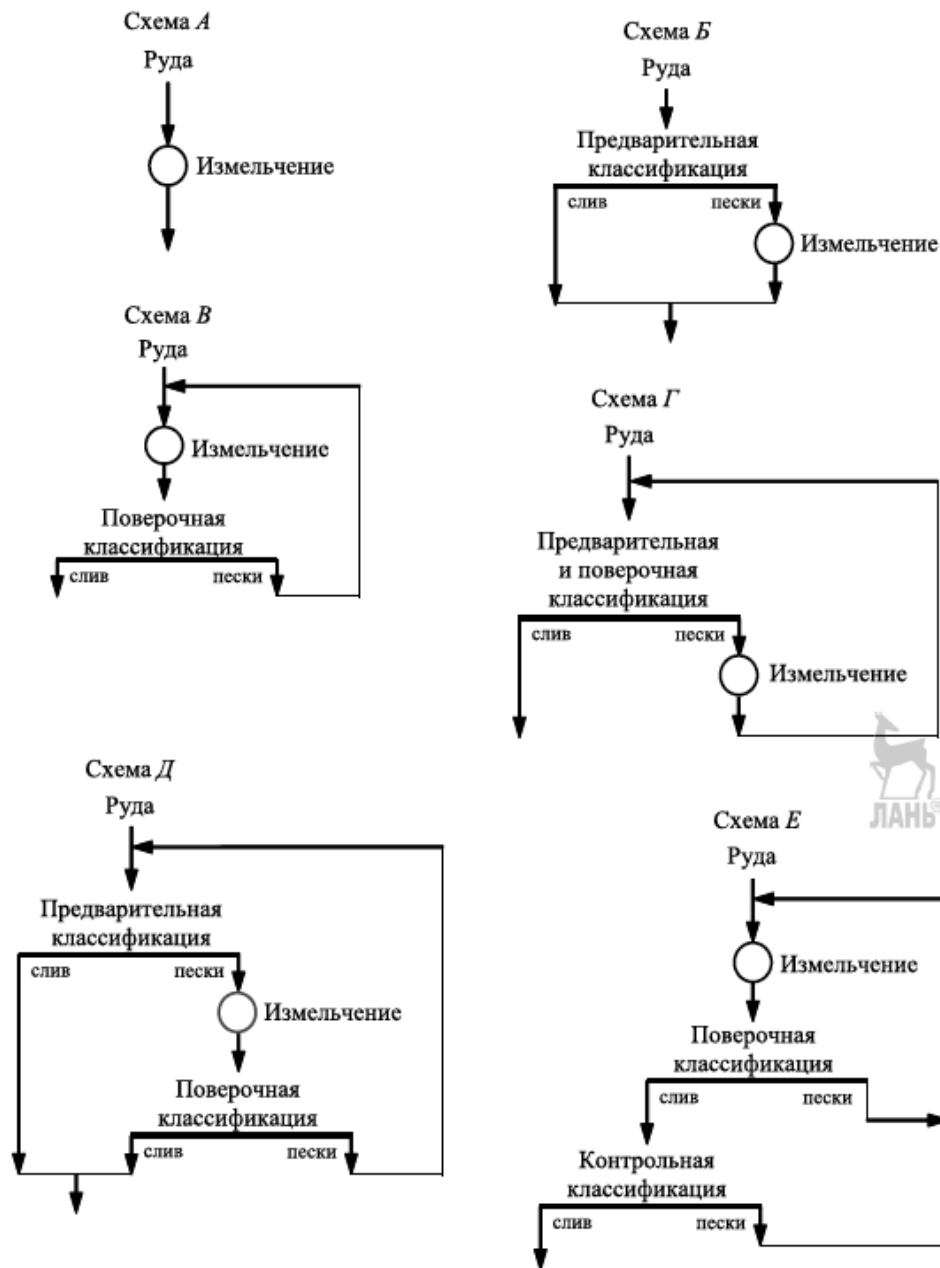 Схема А
Руда
Измельчение
Схема Б
Руда
Предварительная
классификация
слив пески
Измельчение
Схема В
Руда
Измельчение
Поверочная
классификация
слив пески
Схема Г
Руда
Предварительная
и поверочная
классификация
слив пески
Измельчение
ЛАНЬ®
Схема Д
Руда
Предварительная
классификация
слив пески
Измельчение
Поверочная
классификация
слив пески
Схема Е
Руда
Измельчение
Поверочная
классификация
слив пески
Контрольная
классификация
слив пески